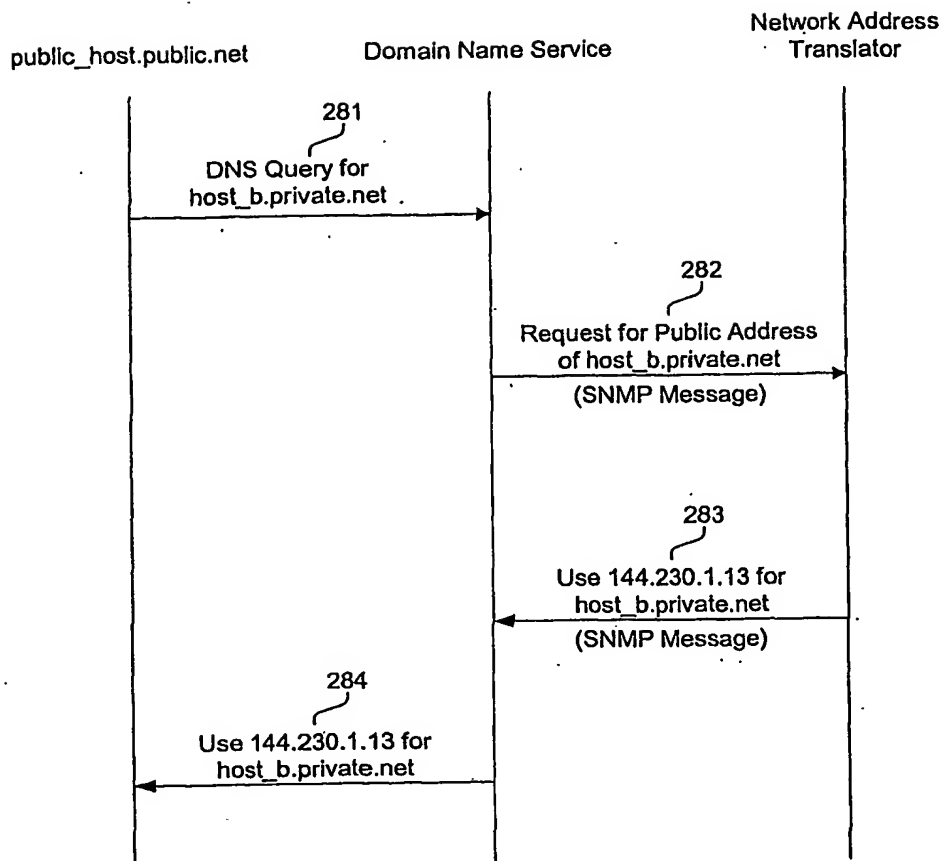 public_host.public.net
Domain Name Service
Network Address
Translator
281
DNS Query for
host_b.private.net
282
Request for Public Address
of host_b.private.net
(SNMP Message)
283
Use 144.230.1.13 for
host_b.private.net
(SNMP Message)
284
Use 144.230.1.13 for
host_b.private.net